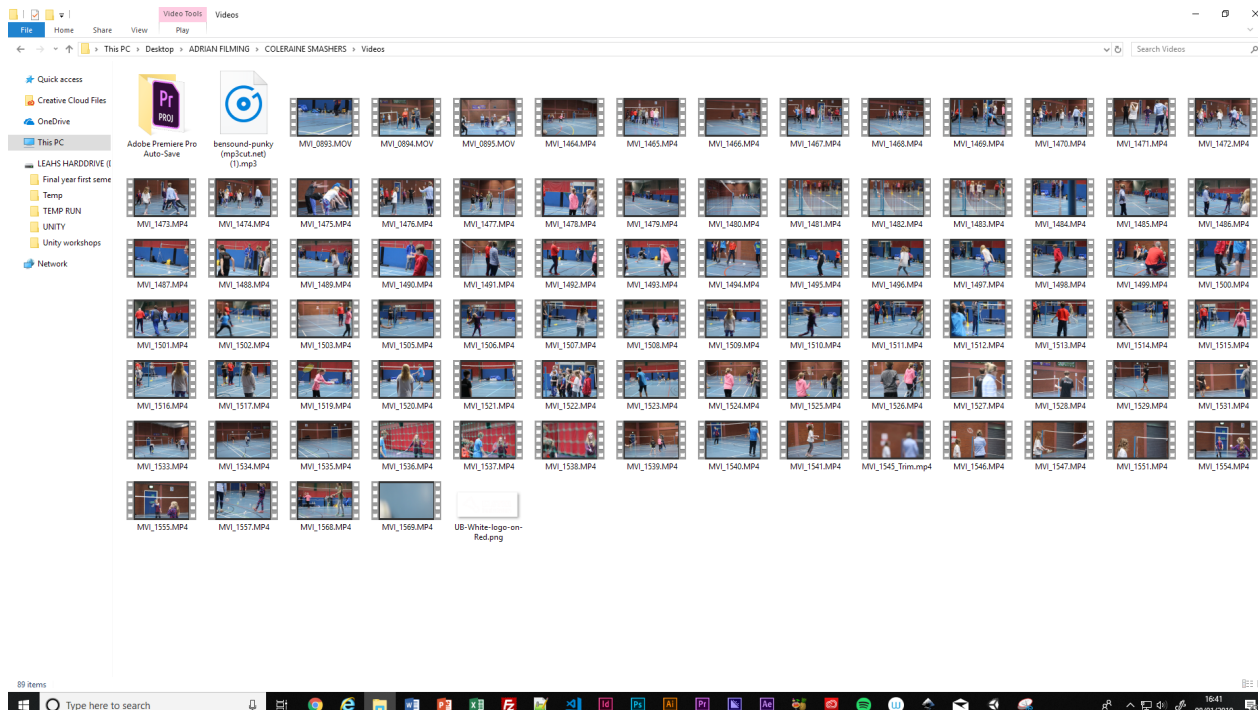 Video Tools Videos
File Home Share View Play
This PC Desktop ADRIAN FILMING COLERAINE SMASHERS Videos
Search Videos
Quick access
Creative Cloud Files
OneDrive
This PC
LEAHS HARDDRIVE (
Final year first seme
Temp
TEMP RUN
UNITY
Unity workshops
Network
Pr
PROJ
Adobe Premiere Pro
Auto-Save
bensound-punky
(mp3cut.net)
(1).mp3
MVI_0893.MOV MVI_0894.MOV MVI_0895.MOV MVI_1464.MP4 MVI_1465.MP4 MVI_1466.MP4 MVI_1467.MP4 MVI_1468.MP4 MVI_1469.MP4 MVI_1470.MP4 MVI_1471.MP4 MVI_1472.MP4
MVI_1473.MP4 MVI_1474.MP4 MVI_1475.MP4 MVI_1476.MP4 MVI_1477.MP4 MVI_1478.MP4 MVI_1479.MP4 MVI_1480.MP4 MVI_1481.MP4 MVI_1482.MP4 MVI_1483.MP4 MVI_1484.MP4 MVI_1485.MP4 MVI_1486.MP4
MVI_1487.MP4 MVI_1488.MP4 MVI_1489.MP4 MVI_1490.MP4 MVI_1491.MP4 MVI_1492.MP4 MVI_1493.MP4 MVI_1494.MP4 MVI_1495.MP4 MVI_1496.MP4 MVI_1497.MP4 MVI_1498.MP4 MVI_1499.MP4 MVI_1500.MP4
MVI_1501.MP4 MVI_1502.MP4 MVI_1503.MP4 MVI_1505.MP4 MVI_1506.MP4 MVI_1507.MP4 MVI_1508.MP4 MVI_1509.MP4 MVI_1510.MP4 MVI_1511.MP4 MVI_1512.MP4 MVI_1513.MP4 MVI_1514.MP4 MVI_1515.MP4
MVI_1516.MP4 MVI_1517.MP4 MVI_1519.MP4 MVI_1520.MP4 MVI_1521.MP4 MVI_1522.MP4 MVI_1523.MP4 MVI_1524.MP4 MVI_1525.MP4 MVI_1526.MP4 MVI_1527.MP4 MVI_1528.MP4 MVI_1529.MP4 MVI_1531.MP4
MVI_1533.MP4 MVI_1534.MP4 MVI_1535.MP4 MVI_1536.MP4 MVI_1537.MP4 MVI_1538.MP4 MVI_1539.MP4 MVI_1540.MP4 MVI_1541.MP4 MVI_1545_Trim.mp4 MVI_1546.MP4 MVI_1547.MP4 MVI_1551.MP4 MVI_1554.MP4
MVI_1555.MP4 MVI_1557.MP4 MVI_1568.MP4 MVI_1569.MP4 UB-White-logo-on-
Red.png
89 items
Type here to search
Id Ps Ai Pr Ae
16:41